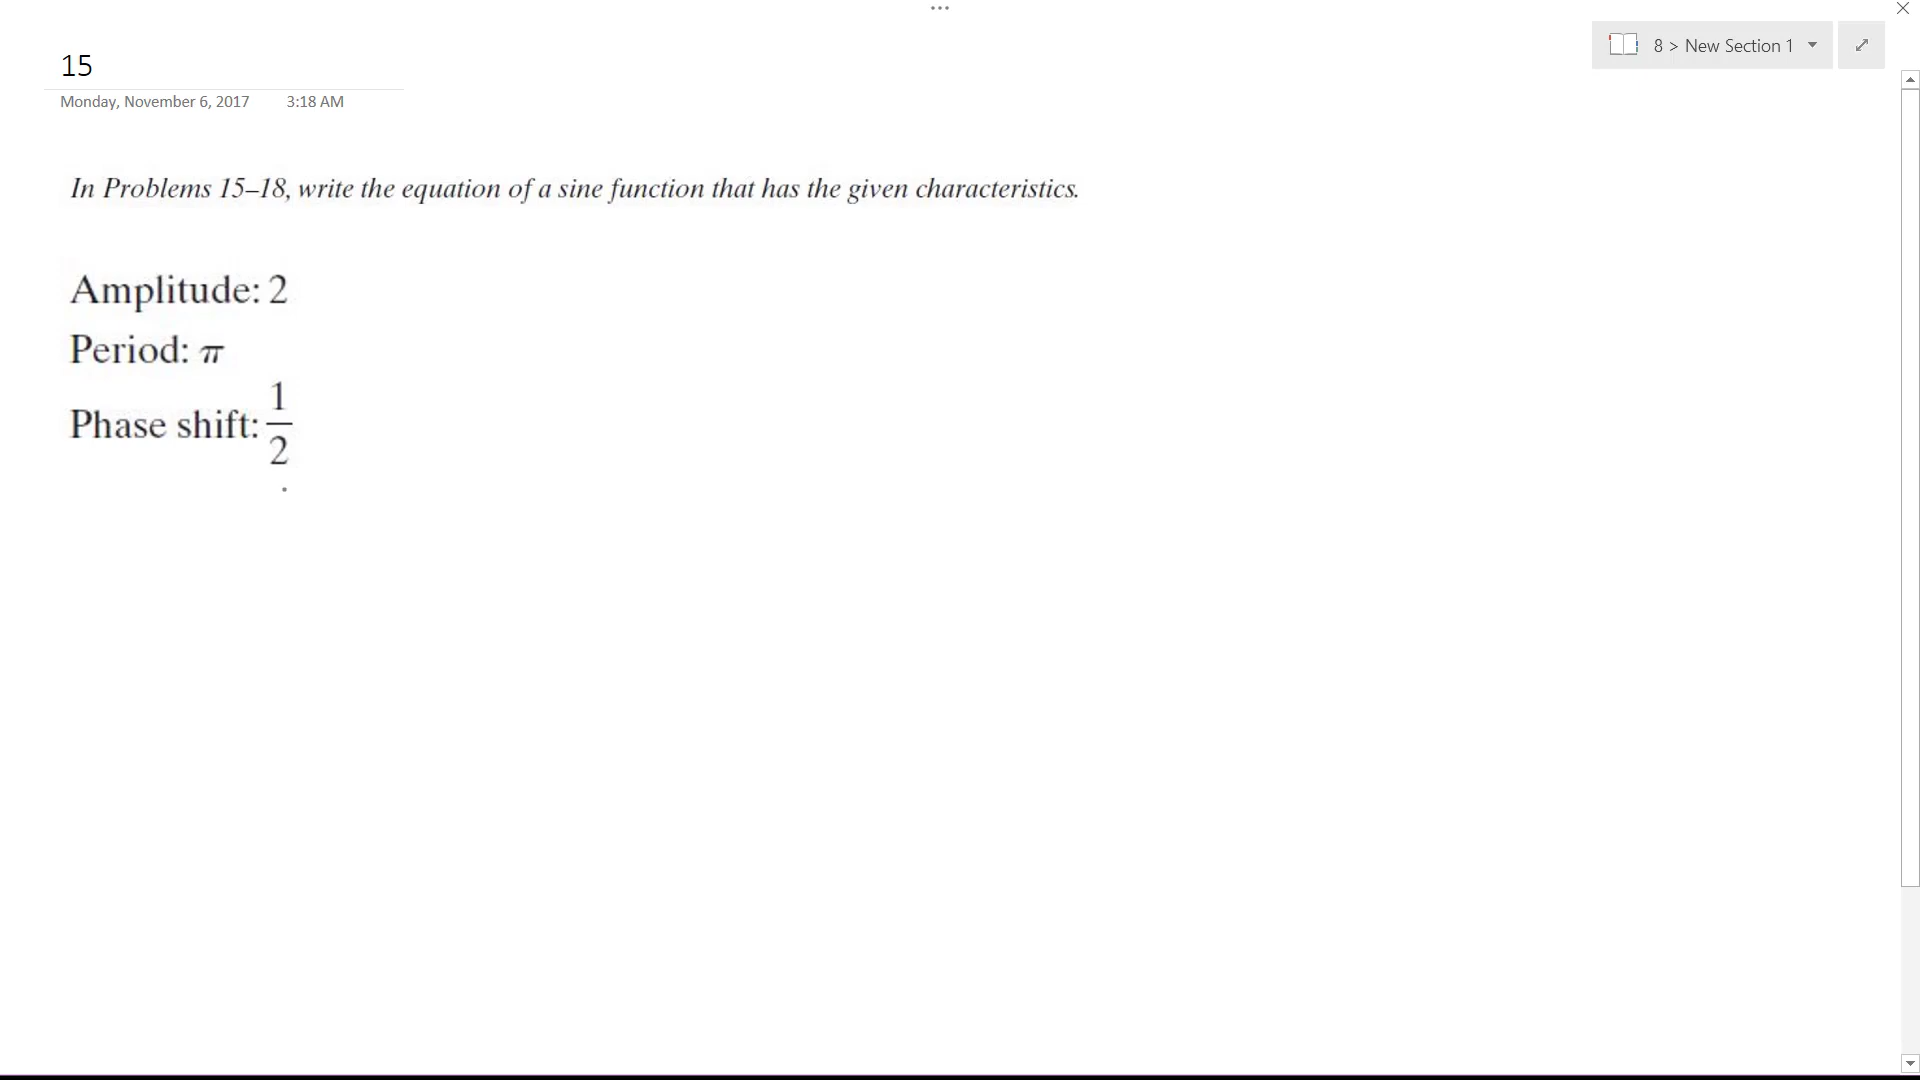 8 > New Section 1
15
Monday, November 6, 2017 3:18 AM
In Problems 15–18, write the equation of a sine function that has the given characteristics.
Amplitude: 2
Period: π
Phase shift: 1/2